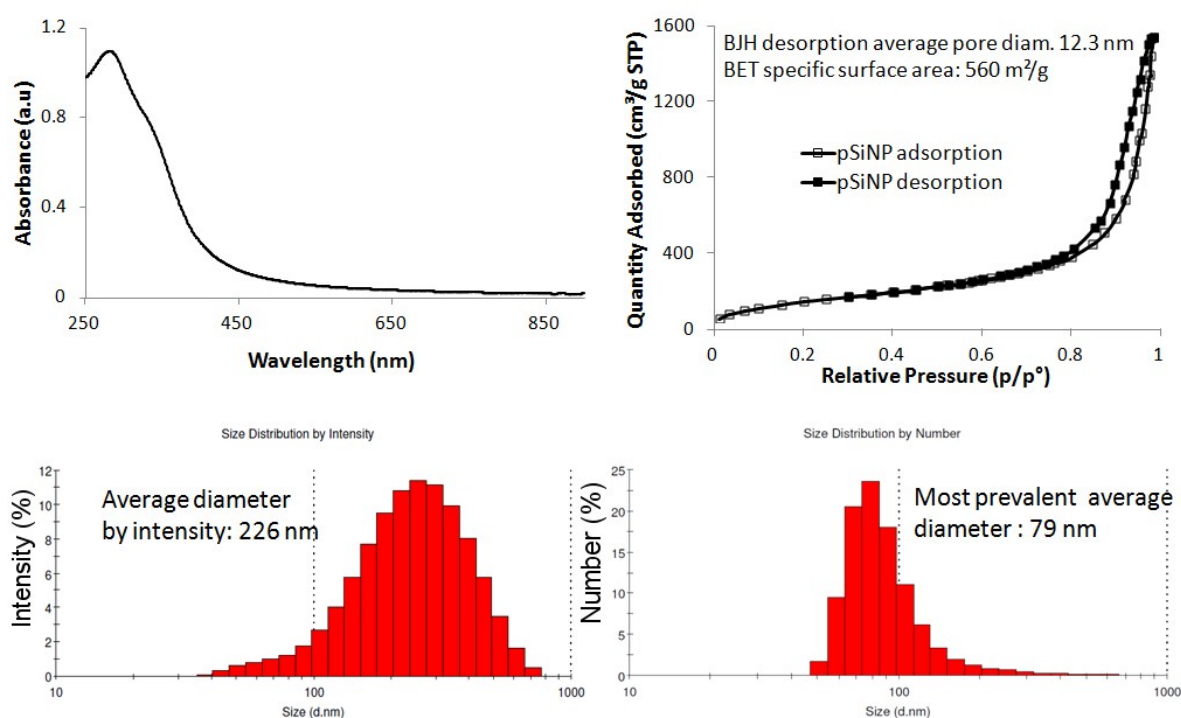 1.2
0.8
0.4
0
250
450
650
850
Absorbance (a.u)
Wavelength (nm)
1600
1200
800
400
0
0
0.2
0.4
0.6
0.8
1
Quantity Adsorbed (cm³/g STP)
Relative Pressure (p/p°)
BJH desorption average pore diam. 12.3 nm
BET specific surface area: 560 m²/g
pSiNP adsorption
pSiNP desorption
Size Distribution by Intensity
12
10
8
6
4
2
0
10
100
1000
Intensity (%)
Size (d.nm)
Average diameter
by intensity: 226 nm
Size Distribution by Number
25
20
15
10
5
0
10
100
1000
Number (%)
Size (d.nm)
Most prevalent average
diameter : 79 nm